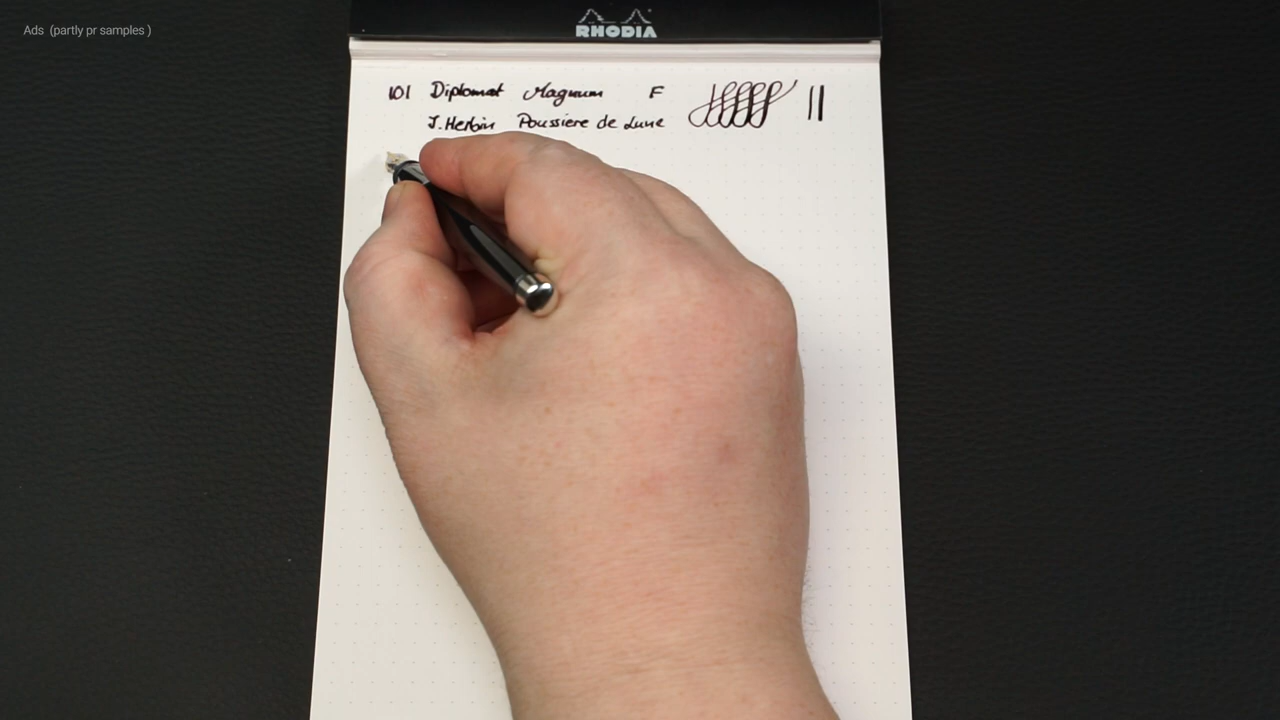 Ads (partly pr samples )
RHODIA
101 Diplomat Magnum F
J. Herbin Poussiere de Lune